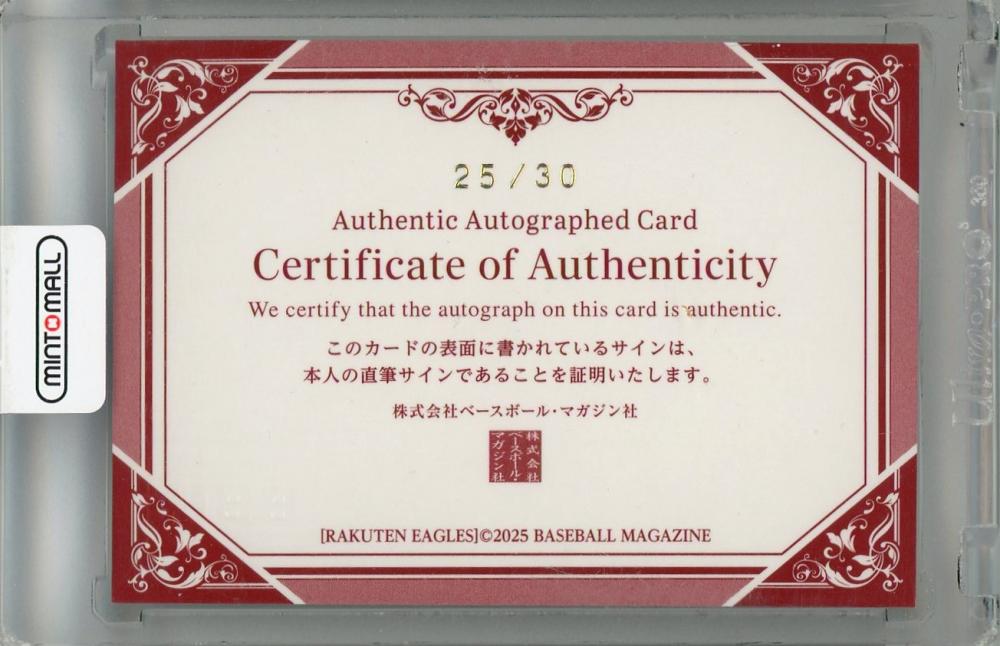 25/30
Authentic Autographed Card
Certificate of Authenticity
We certify that the autograph on this card is authentic.
このカードの表面に書かれているサインは、
本人の直筆サインであることを証明いたします。
株式会社ベースボール・マガジン社
株式会社
ベースボール・
マガジン社
[RAKUTEN EAGLES]©2025 BASEBALL MAGAZINE
MINTOMALL